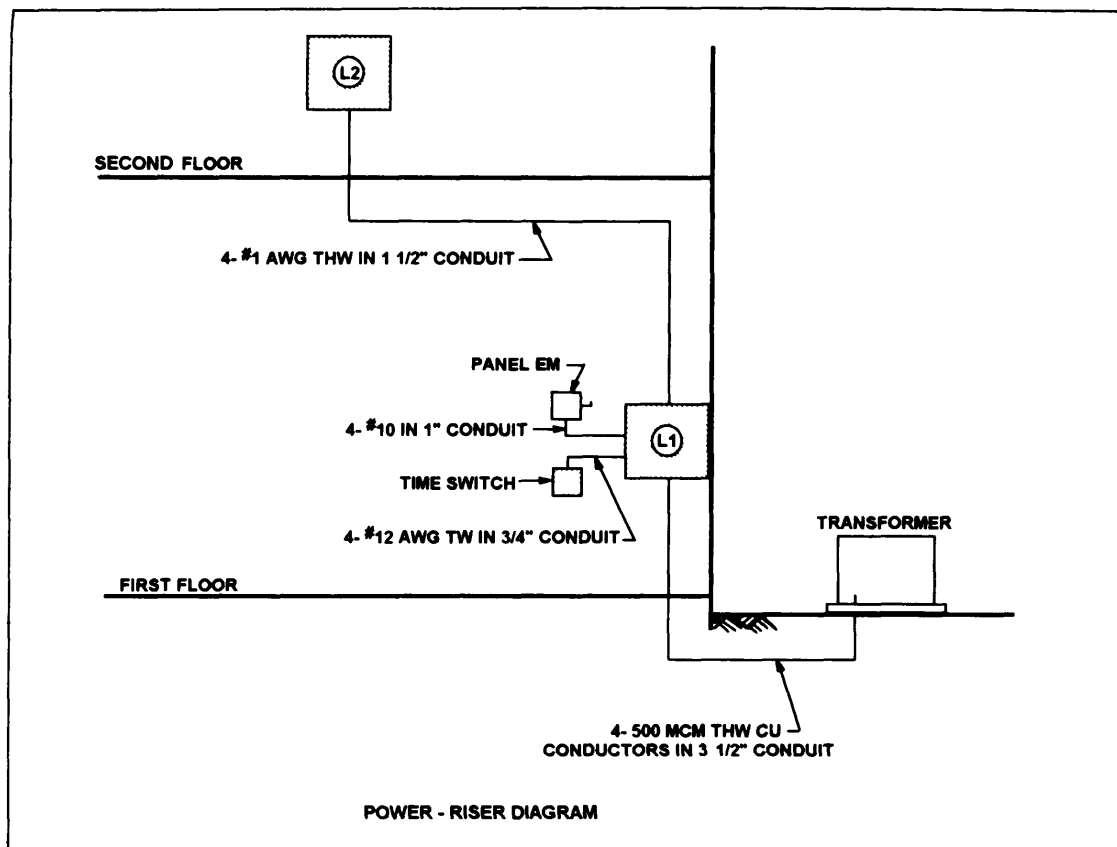 L2
SECOND FLOOR
4- #1 AWG THW IN 1 1/2" CONDUIT
PANEL EM
4- #10 IN 1" CONDUIT
L1
TIME SWITCH
4- #12 AWG TW IN 3/4" CONDUIT
TRANSFORMER
FIRST FLOOR
4- 500 MCM THW CU
CONDUCTORS IN 3 1/2" CONDUIT
POWER - RISER DIAGRAM